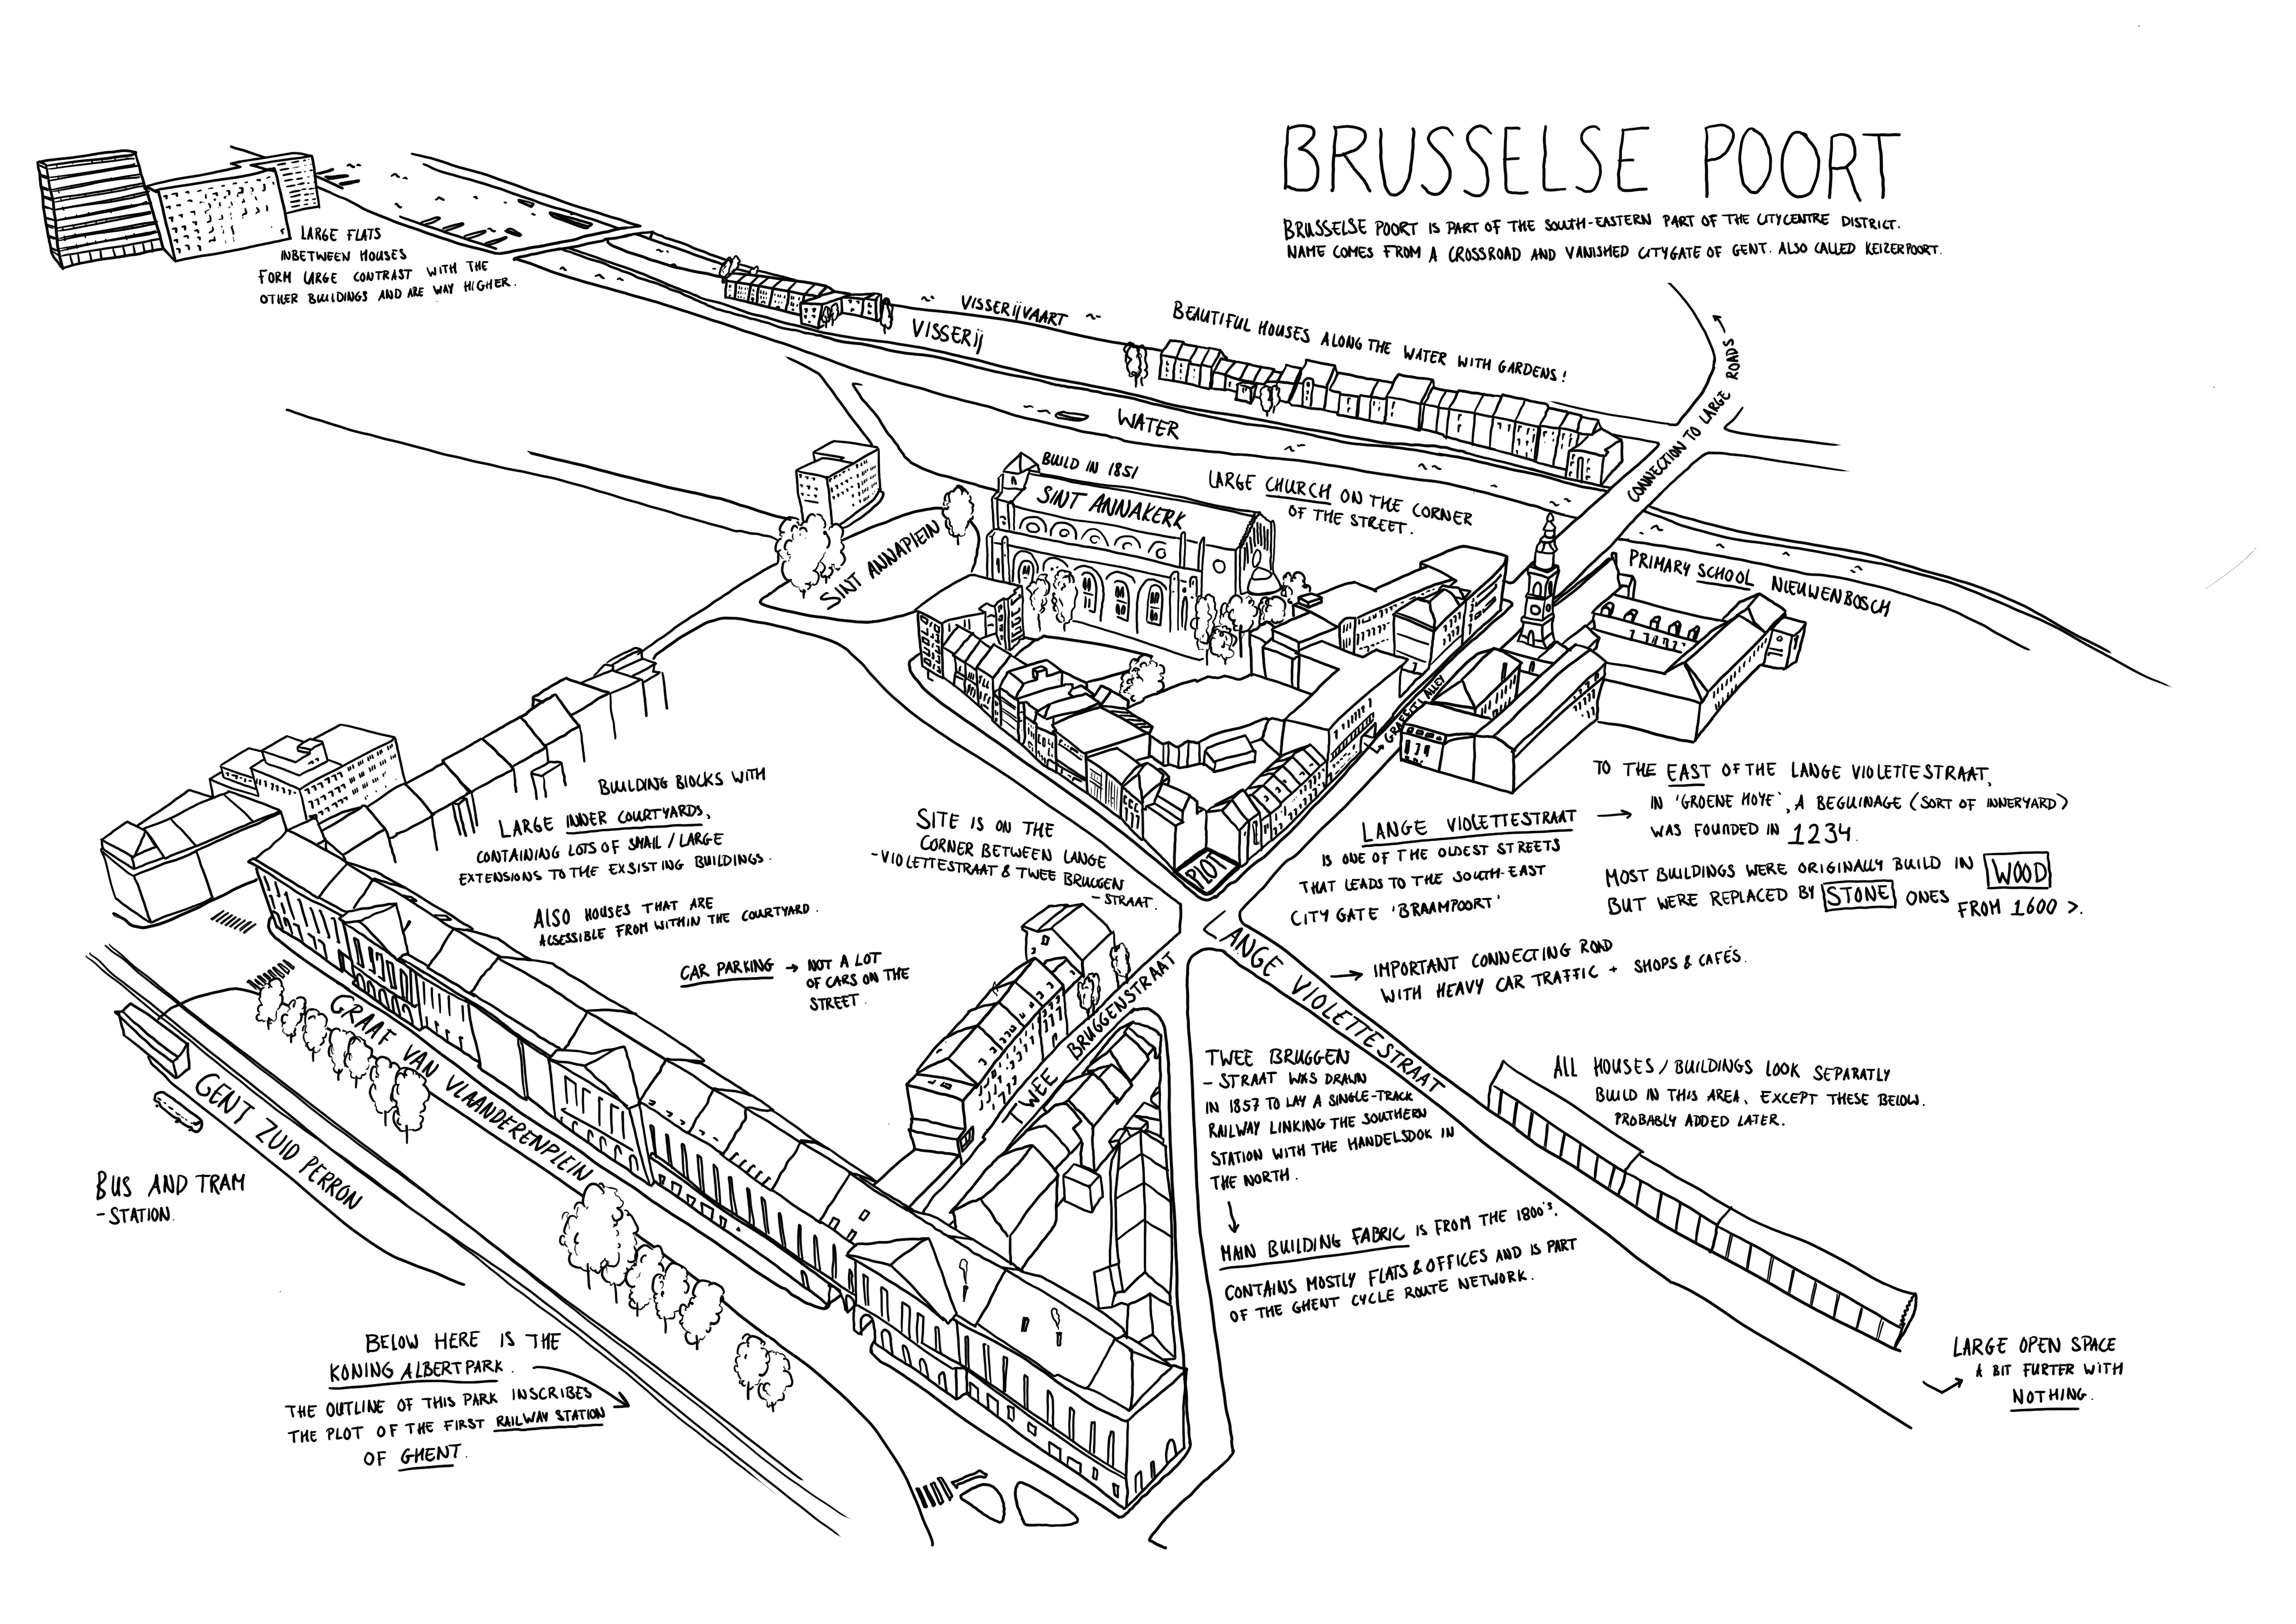 BRUSSELSE POORT
BRUSSELSE POORT IS PART OF THE SOUTH-EASTERN PART OF THE CITYCENTRE DISTRICT.
NAME COMES FROM A CROSSROAD AND VANISHED CITYGATE OF GENT. ALSO CALLED KEIZERPOORT.
LARGE FLATS
INBETWEEN HOUSES
FORM LARGE CONTRAST WITH THE
OTHER BUILDINGS AND ARE WAY HIGHER.
VISSERIJVAART
VISSERIJ
BEAUTIFUL HOUSES ALONG THE WATER WITH GARDENS!
CONNECTION TO LARGE ROADS →
WATER
BUILD IN 1851
SINT ANNAKERK
LARGE CHURCH ON THE CORNER
OF THE STREET.
SINT ANNAPLEIN
PRIMARY SCHOOL NIEUWENBOSCH
GRAFFITI ALLEY
BUILDING BLOCKS WITH
LARGE INNER COURTYARDS,
CONTAINING LOTS OF SMALL / LARGE
EXTENSIONS TO THE EXSISTING BUILDINGS.
ALSO HOUSES THAT ARE
ACSESSIBLE FROM WITHIN THE COURTYARD.
CAR PARKING → NOT A LOT
OF CARS ON THE
STREET.
SITE IS ON THE
CORNER BETWEEN LANGE
-VIOLETTESTRAAT & TWEE BRUGGEN
-STRAAT.
PLOT
LANGE VIOLETTESTRAAT →
IS ONE OF THE OLDEST STREETS
THAT LEADS TO THE SOUTH-EAST
CITY GATE 'BRAAMPOORT'
TO THE EAST OF THE LANGE VIOLETTESTRAAT,
IN 'GROENE HOYE', A BEGUINAGE (SORT OF INNERYARD)
WAS FOUNDED IN 1234.
MOST BUILDINGS WERE ORIGINALLY BUILD IN WOOD
BUT WERE REPLACED BY STONE ONES
FROM 1600 >.
LANGE VIOLETTESTRAAT
→ IMPORTANT CONNECTING ROAD
WITH HEAVY CAR TRAFFIC + SHOPS & CAFÉS.
TWEE BRUGGENSTRAAT
GRAAF VAN VLAANDERENPLEIN
GENT ZUID PERRON
BUS AND TRAM
-STATION.
TWEE BRUGGEN
-STRAAT WAS DRAWN
IN 1857 TO LAY A SINGLE-TRACK
RAILWAY LINKING THE SOUTHERN
STATION WITH THE HANDELSDOK IN
THE NORTH.
MAIN BUILDING FABRIC IS FROM THE 1800'S.
CONTAINS MOSTLY FLATS & OFFICES AND IS PART
OF THE GHENT CYCLE ROUTE NETWORK.
ALL HOUSES / BUILDINGS LOOK SEPARATLY
BUILD IN THIS AREA, EXCEPT THESE BELOW.
PROBABLY ADDED LATER.
BELOW HERE IS THE
KONING ALBERTPARK.
THE OUTLINE OF THIS PARK INSCRIBES
THE PLOT OF THE FIRST RAILWAY STATION
OF GHENT.
LARGE OPEN SPACE
A BIT FURTER WITH
NOTHING.